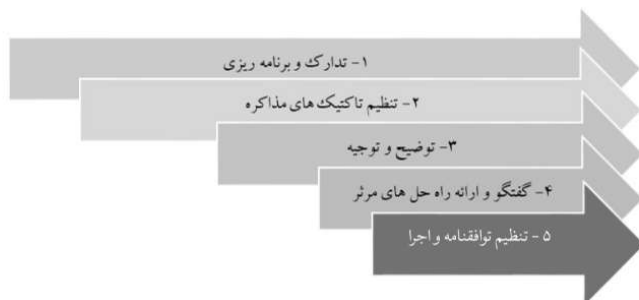 ۱- تدارک و برنامه ریزی
۲- تنظیم تاکتیک های مذاکره
۳- توضیح و توجیه
۴- گفتگو و ارائه راه حل های مرثر
۵ - تنظیم توافقنامه و اجرا